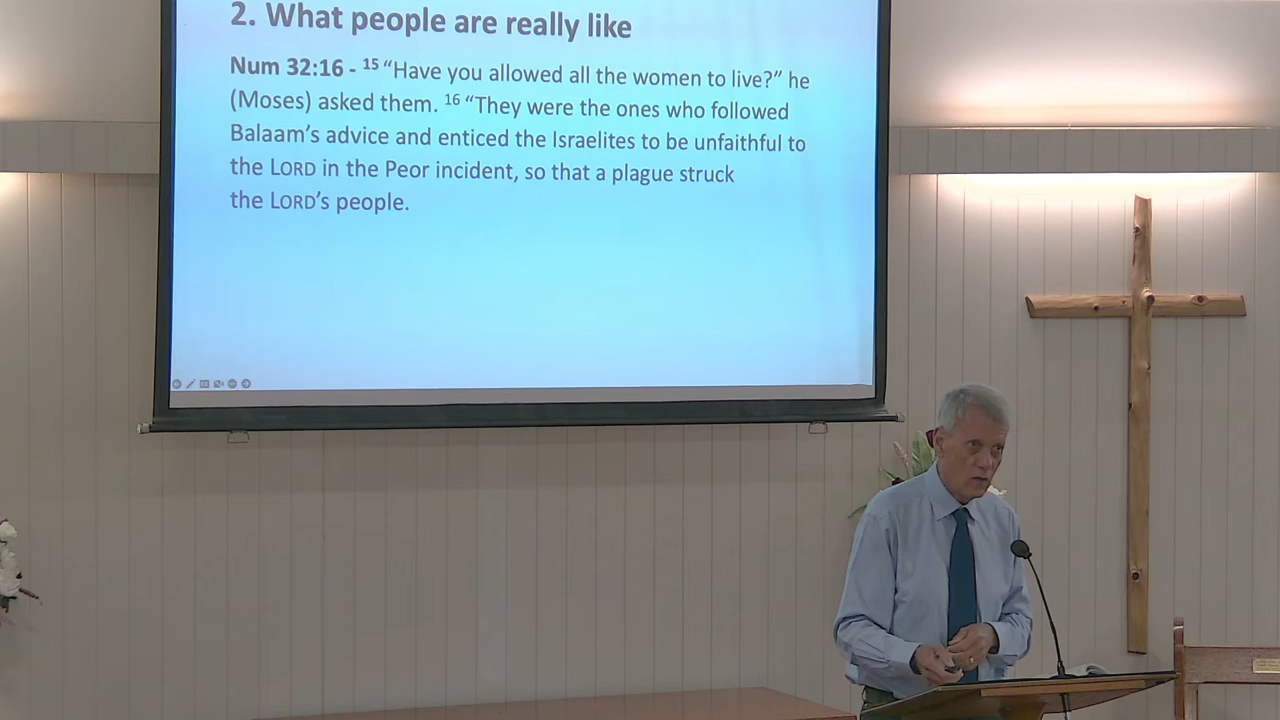 2. What people are really like
Num 32:16 - 15 “Have you allowed all the women to live?” he
(Moses) asked them. 16 “They were the ones who followed
Balaam’s advice and enticed the Israelites to be unfaithful to
the LORD in the Peor incident, so that a plague struck
the LORD’s people.